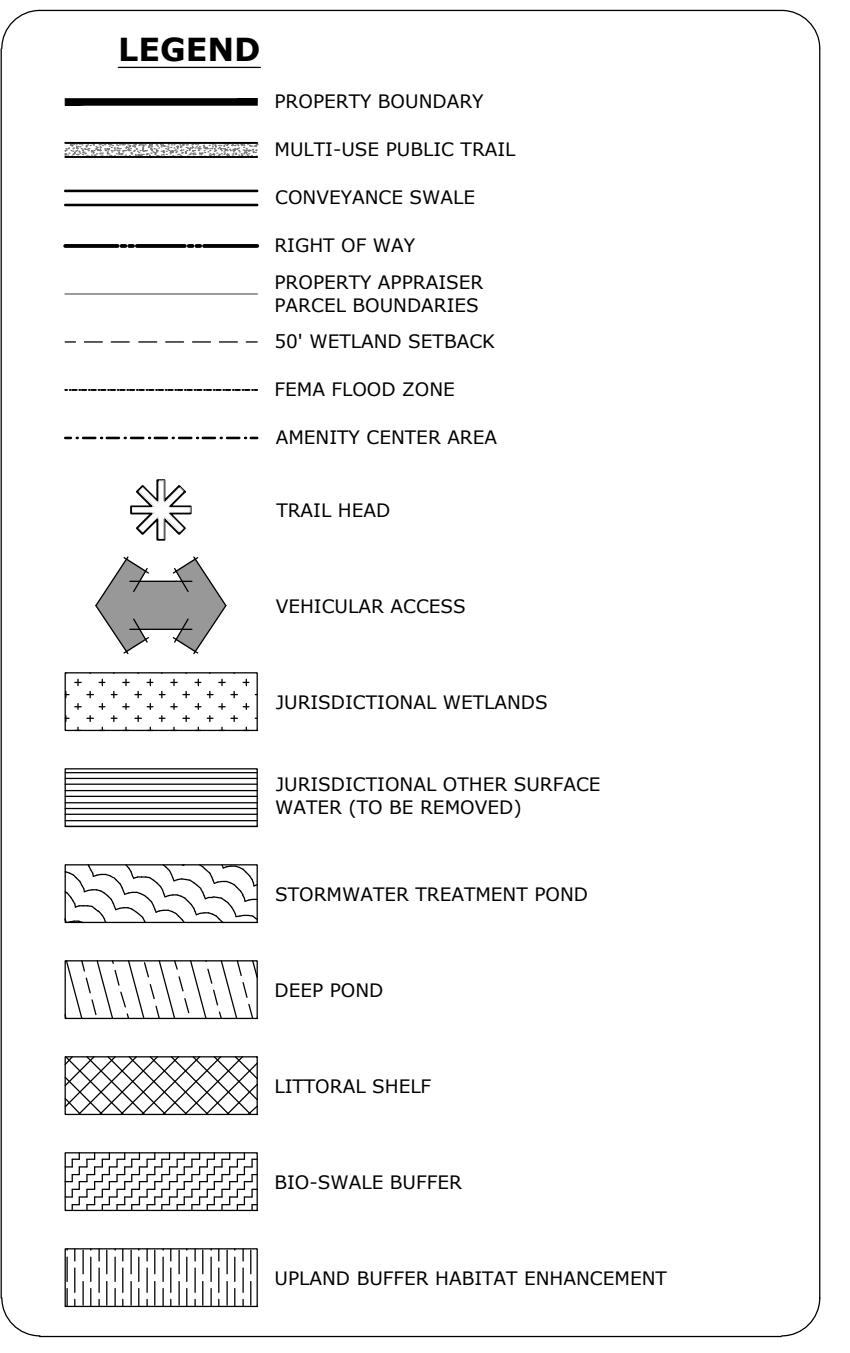 LEGEND
PROPERTY BOUNDARY
MULTI-USE PUBLIC TRAIL
CONVEYANCE SWALE
RIGHT OF WAY
PROPERTY APPRAISER
PARCEL BOUNDARIES
50' WETLAND SETBACK
FEMA FLOOD ZONE
AMENITY CENTER AREA
TRAIL HEAD
VEHICULAR ACCESS
JURISDICTIONAL WETLANDS
JURISDICTIONAL OTHER SURFACE
WATER (TO BE REMOVED)
STORMWATER TREATMENT POND
DEEP POND
LITTORAL SHELF
BIO-SWALE BUFFER
UPLAND BUFFER HABITAT ENHANCEMENT